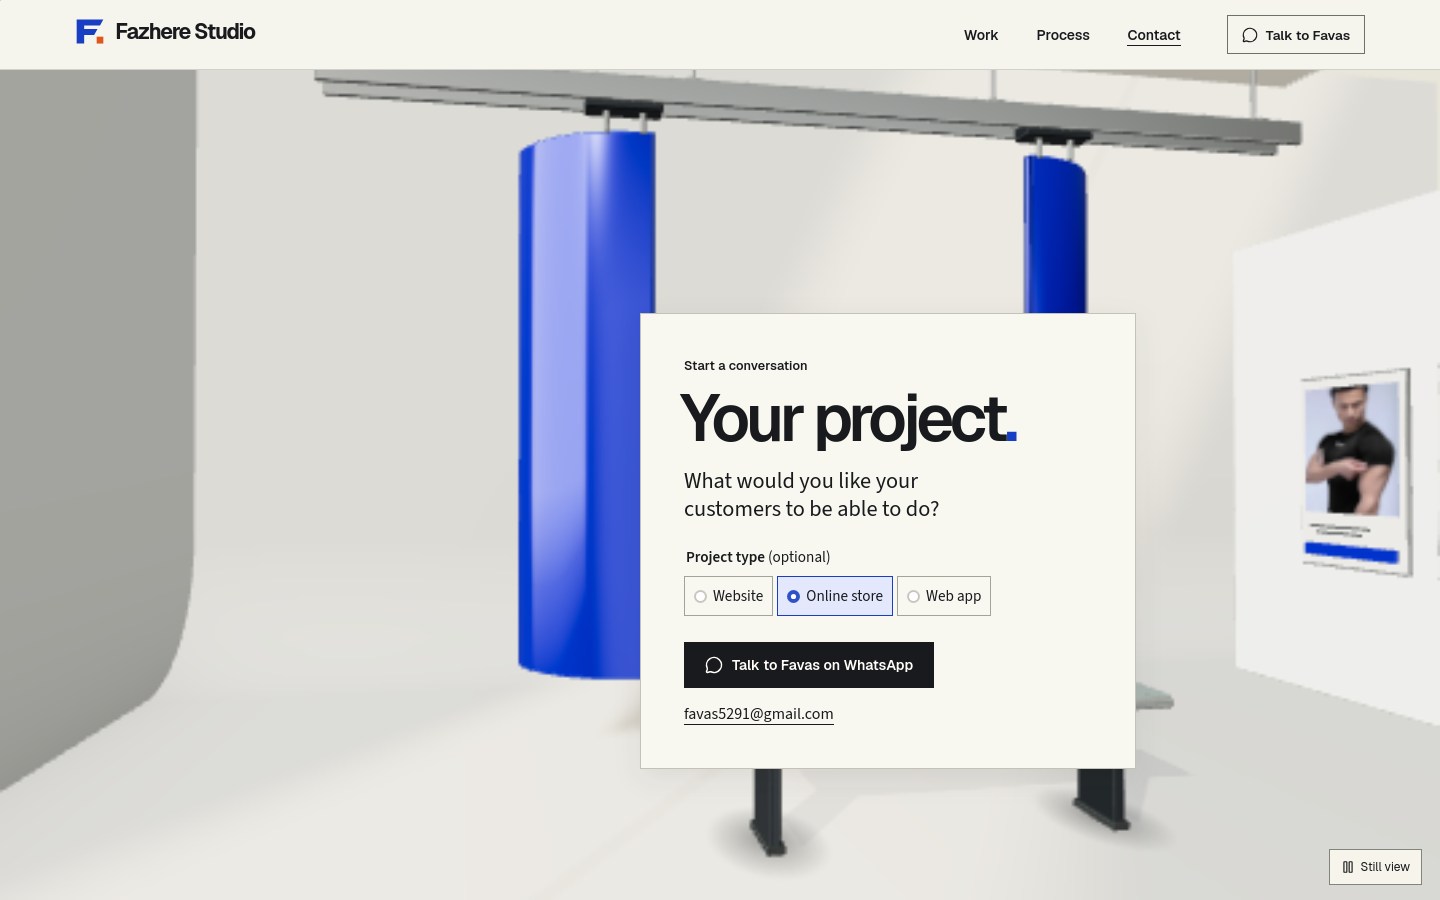 Fazhere Studio
Work
Process
Contact
Talk to Favas
Start a conversation
Your project.
What would you like your
customers to be able to do?
Project type (optional)
Website
Online store
Web app
Talk to Favas on WhatsApp
favas5291@gmail.com
Still view